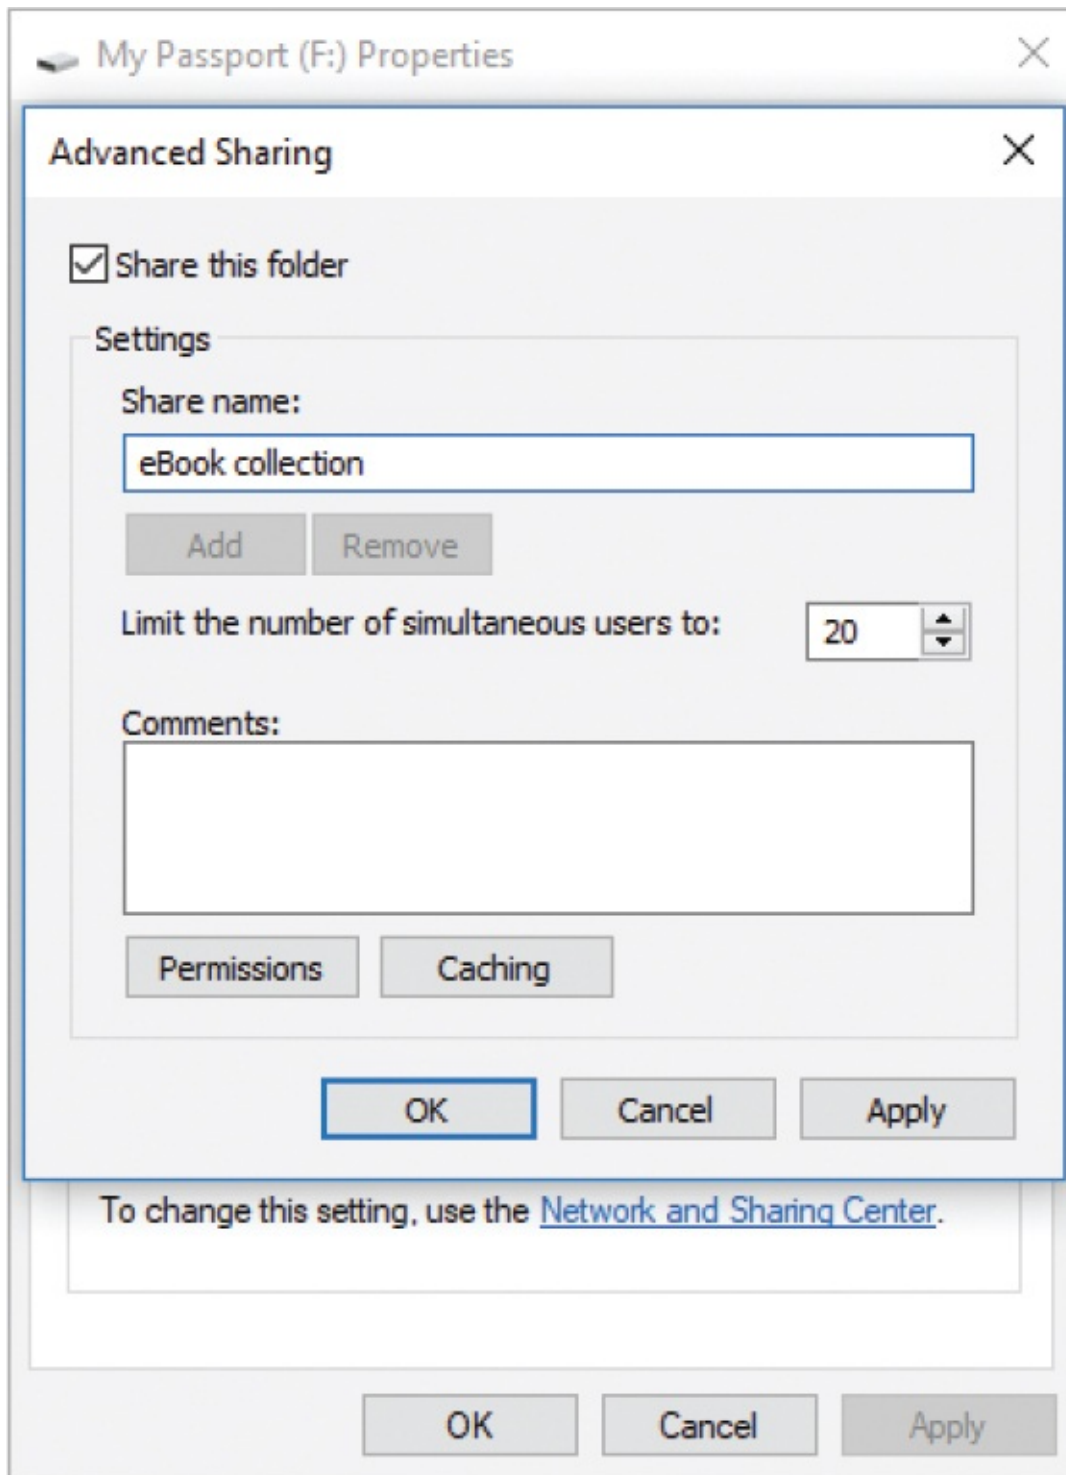 My Passport (F:) Properties
Advanced Sharing
Share this folder
Settings
Share name:
eBook collection
Add Remove
Limit the number of simultaneous users to: 20
Comments:
Permissions Caching
OK Cancel Apply
To change this setting, use the Network and Sharing Center.
OK Cancel Apply